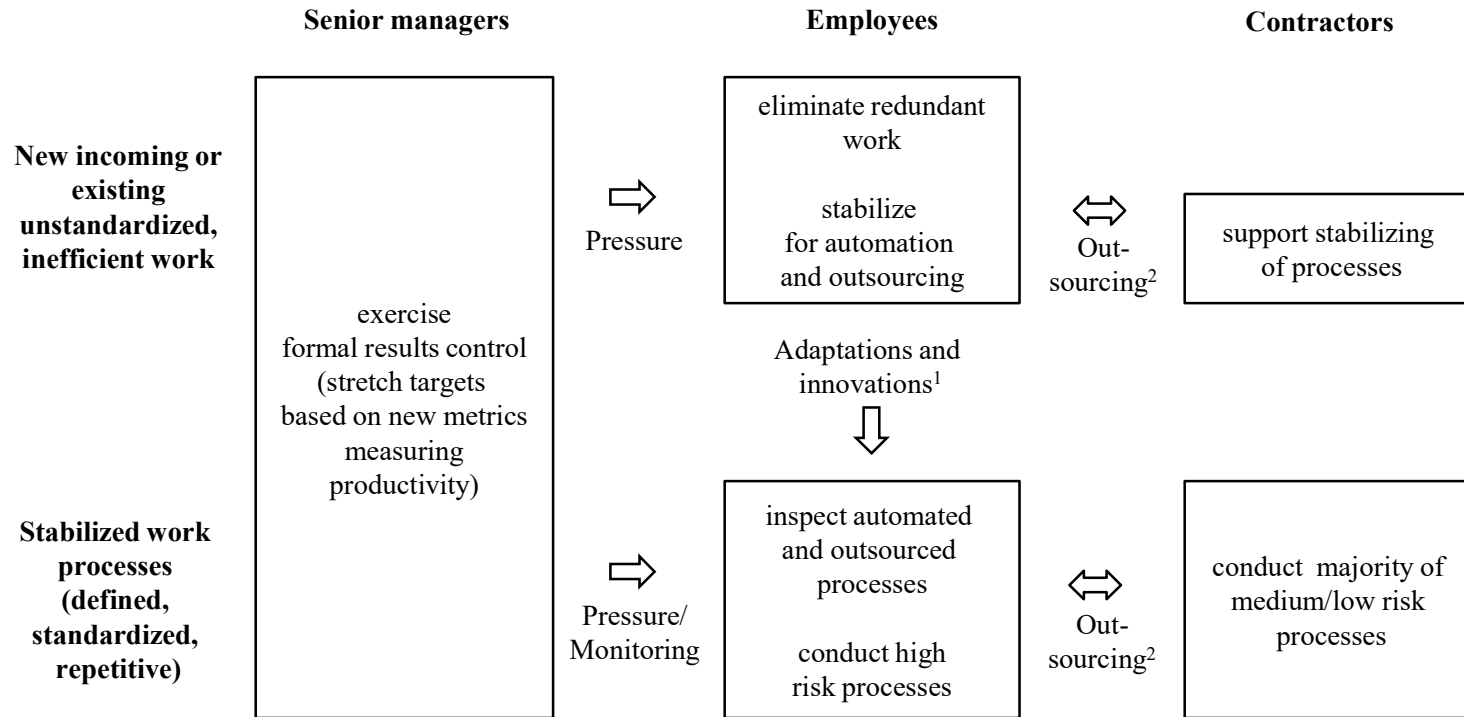 Senior managers
Employees
Contractors
New incoming or
existing
unstandardized,
inefficient work
exercise
formal results control
(stretch targets
based on new metrics
measuring
productivity)
Pressure
eliminate redundant
work
stabilize
for automation
and outsourcing
Out-
sourcing²
support stabilizing
of processes
Adaptations and
innovations¹
Stabilized work
processes
(defined,
standardized,
repetitive)
Pressure/
Monitoring
inspect automated
and outsourced
processes
conduct high
risk processes
Out-
sourcing²
conduct majority of
medium/low risk
processes